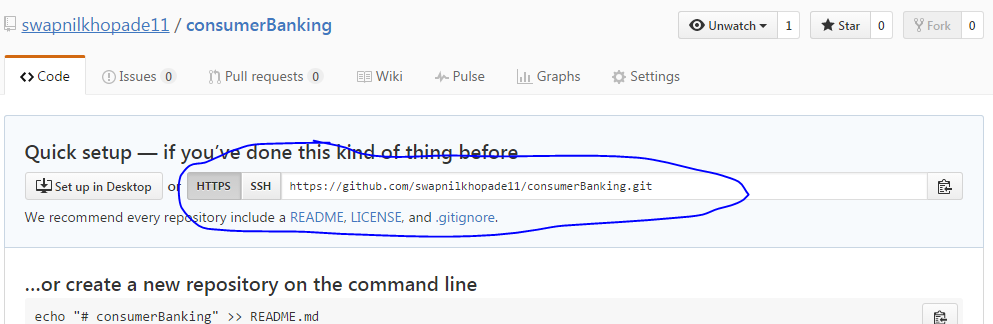 swapnilkhopade11 / consumerBanking Unwatch 1 Star 0 Fork 0
Code Issues 0 Pull requests 0 Wiki Pulse Graphs Settings
Quick setup — if you've done this kind of thing before
Set up in Desktop or HTTPS SSH https://github.com/swapnilkhopade11/consumerBanking.git
We recommend every repository include a README, LICENSE, and .gitignore.
…or create a new repository on the command line
echo "# consumerBanking" >> README.md